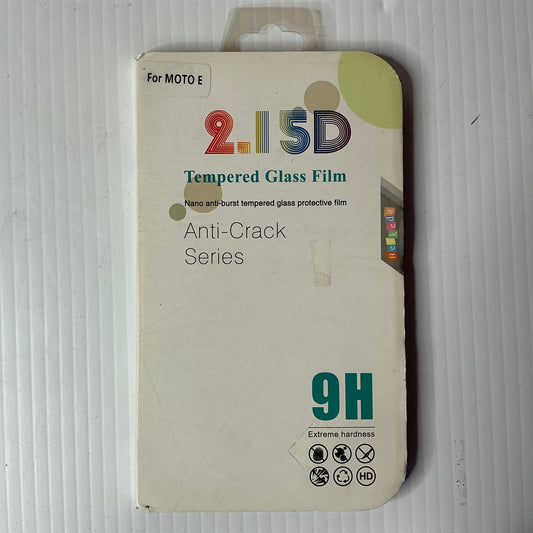 For MOTO E
2.15D
Tempered Glass Film
Nano anti-burst tempered glass protective film
Anti-Crack
Series
9H
Extreme hardness
HD